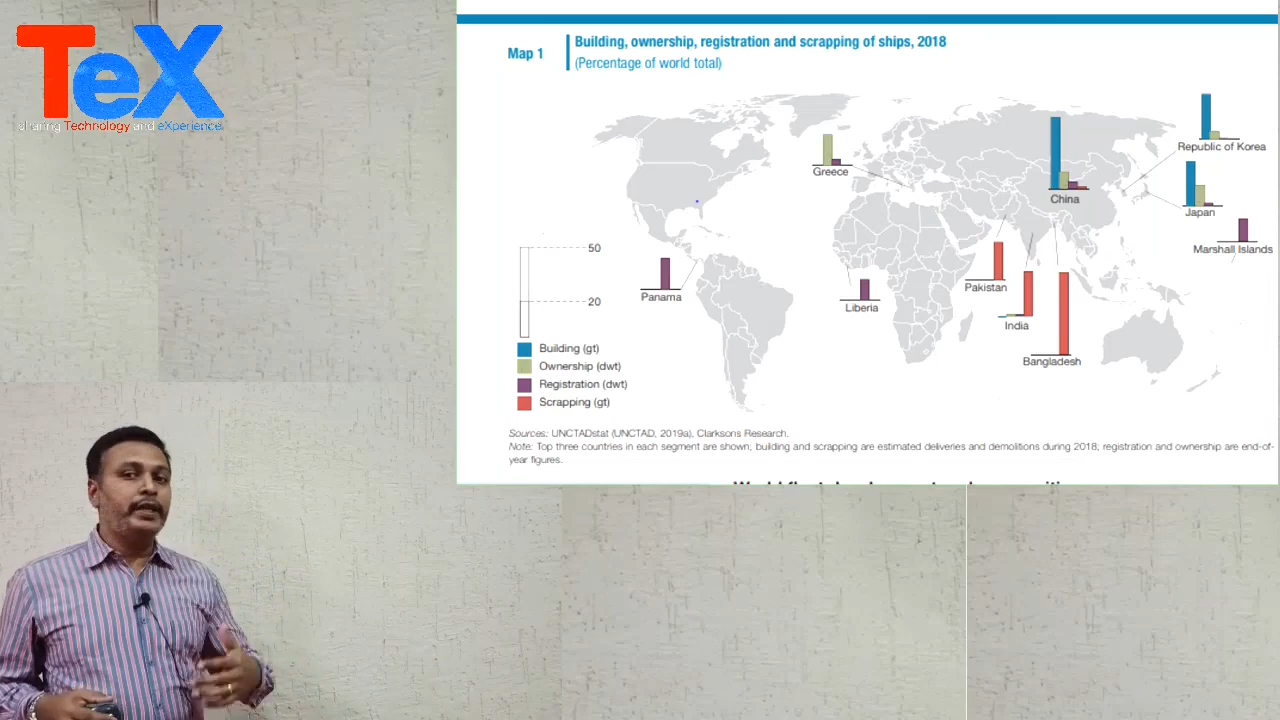 TeX
Sharing Technology and eXperience
Map 1
Building, ownership, registration and scrapping of ships, 2018
(Percentage of world total)
Republic of Korea
Greece
China
Japan
Marshall Islands
50
Panama
Liberia
Pakistan
20
India
Building (gt)
Bangladesh
Ownership (dwt)
Registration (dwt)
Scrapping (gt)
Sources: UNCTADstat (UNCTAD, 2019a), Clarksons Research.
Note: Top three countries in each segment are shown; building and scrapping are estimated deliveries and demolitions during 2018; registration and ownership are end-of-
year figures.